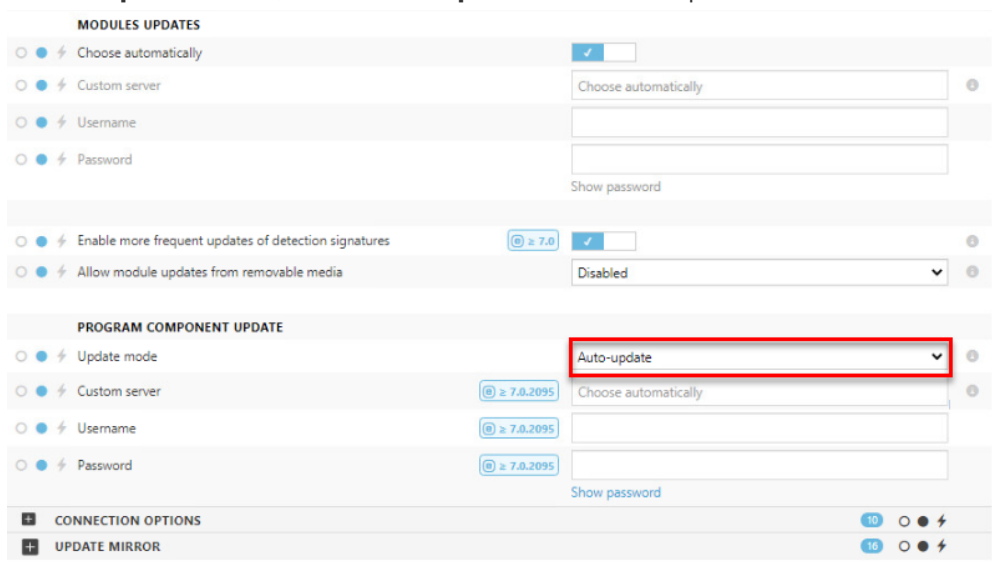 MODULES UPDATES
Choose automatically
Custom server Choose automatically
Username
Password
Show password
Enable more frequent updates of detection signatures ≥ 7.0
Allow module updates from removable media Disabled
PROGRAM COMPONENT UPDATE
Update mode Auto-update
Custom server ≥ 7.0.2095 Choose automatically
Username ≥ 7.0.2095
Password ≥ 7.0.2095
Show password
CONNECTION OPTIONS 10
UPDATE MIRROR 16